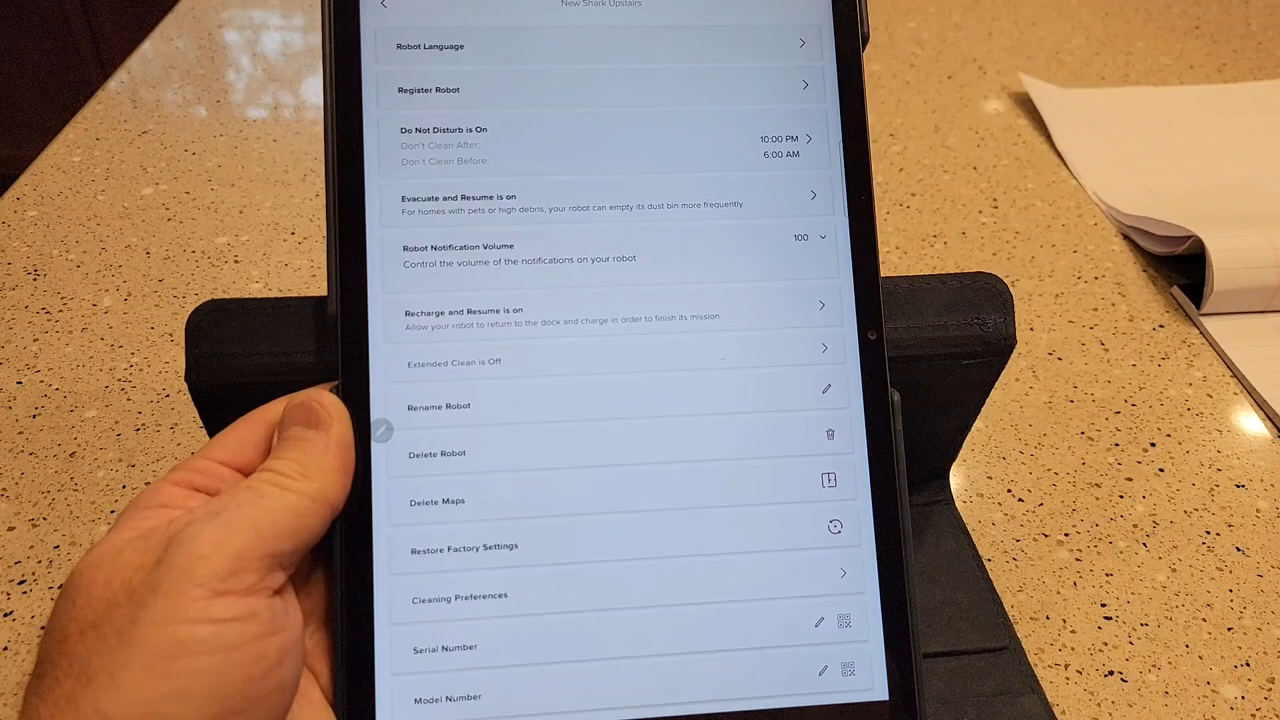 New Shark Upstairs
Robot Language
Register Robot
Do Not Disturb is On
Don't Clean After: 10:00 PM
Don't Clean Before: 6:00 AM
Evacuate and Resume is on
For homes with pets or high debris, your robot can empty its dust bin more frequently.
Robot Notification Volume 100
Control the volume of the notifications on your robot
Recharge and Resume is on
Allow your robot to return to the dock and charge in order to finish its mission.
Extended Clean is Off
Rename Robot
Delete Robot
Delete Maps
Restore Factory Settings
Cleaning Preferences
Serial Number
Model Number